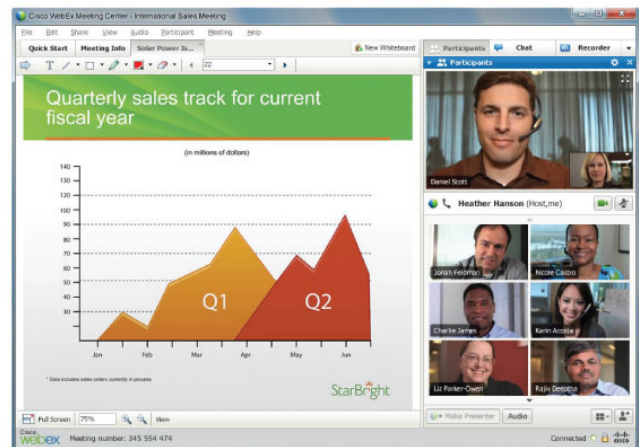 Cisco WebEx Meeting Center - International Sales Meeting
File Edit Share View Audio Participant Meeting Help
Quick Start Meeting Info Solar Power Is... New Whiteboard
Participants Chat Recorder
22
Participants
Quarterly sales track for current
fiscal year
(in millions of dollars)
140
130
110
100
90
70
60
50
30
Q1 Q2
Jan Feb Mar Apr May Jun
* Data includes sales orders currently in process
StarBright
Daniel Scott
Heather Hanson (Host,me)
Jonah Feldman Nicole Castro
Charlie James Karin Acosta
Liz Parker-Owen Rajiv Deeptha
Full Screen 75% View
Make Presenter Audio
Cisco
webex Meeting number: 345 554 474 Connected
cisco